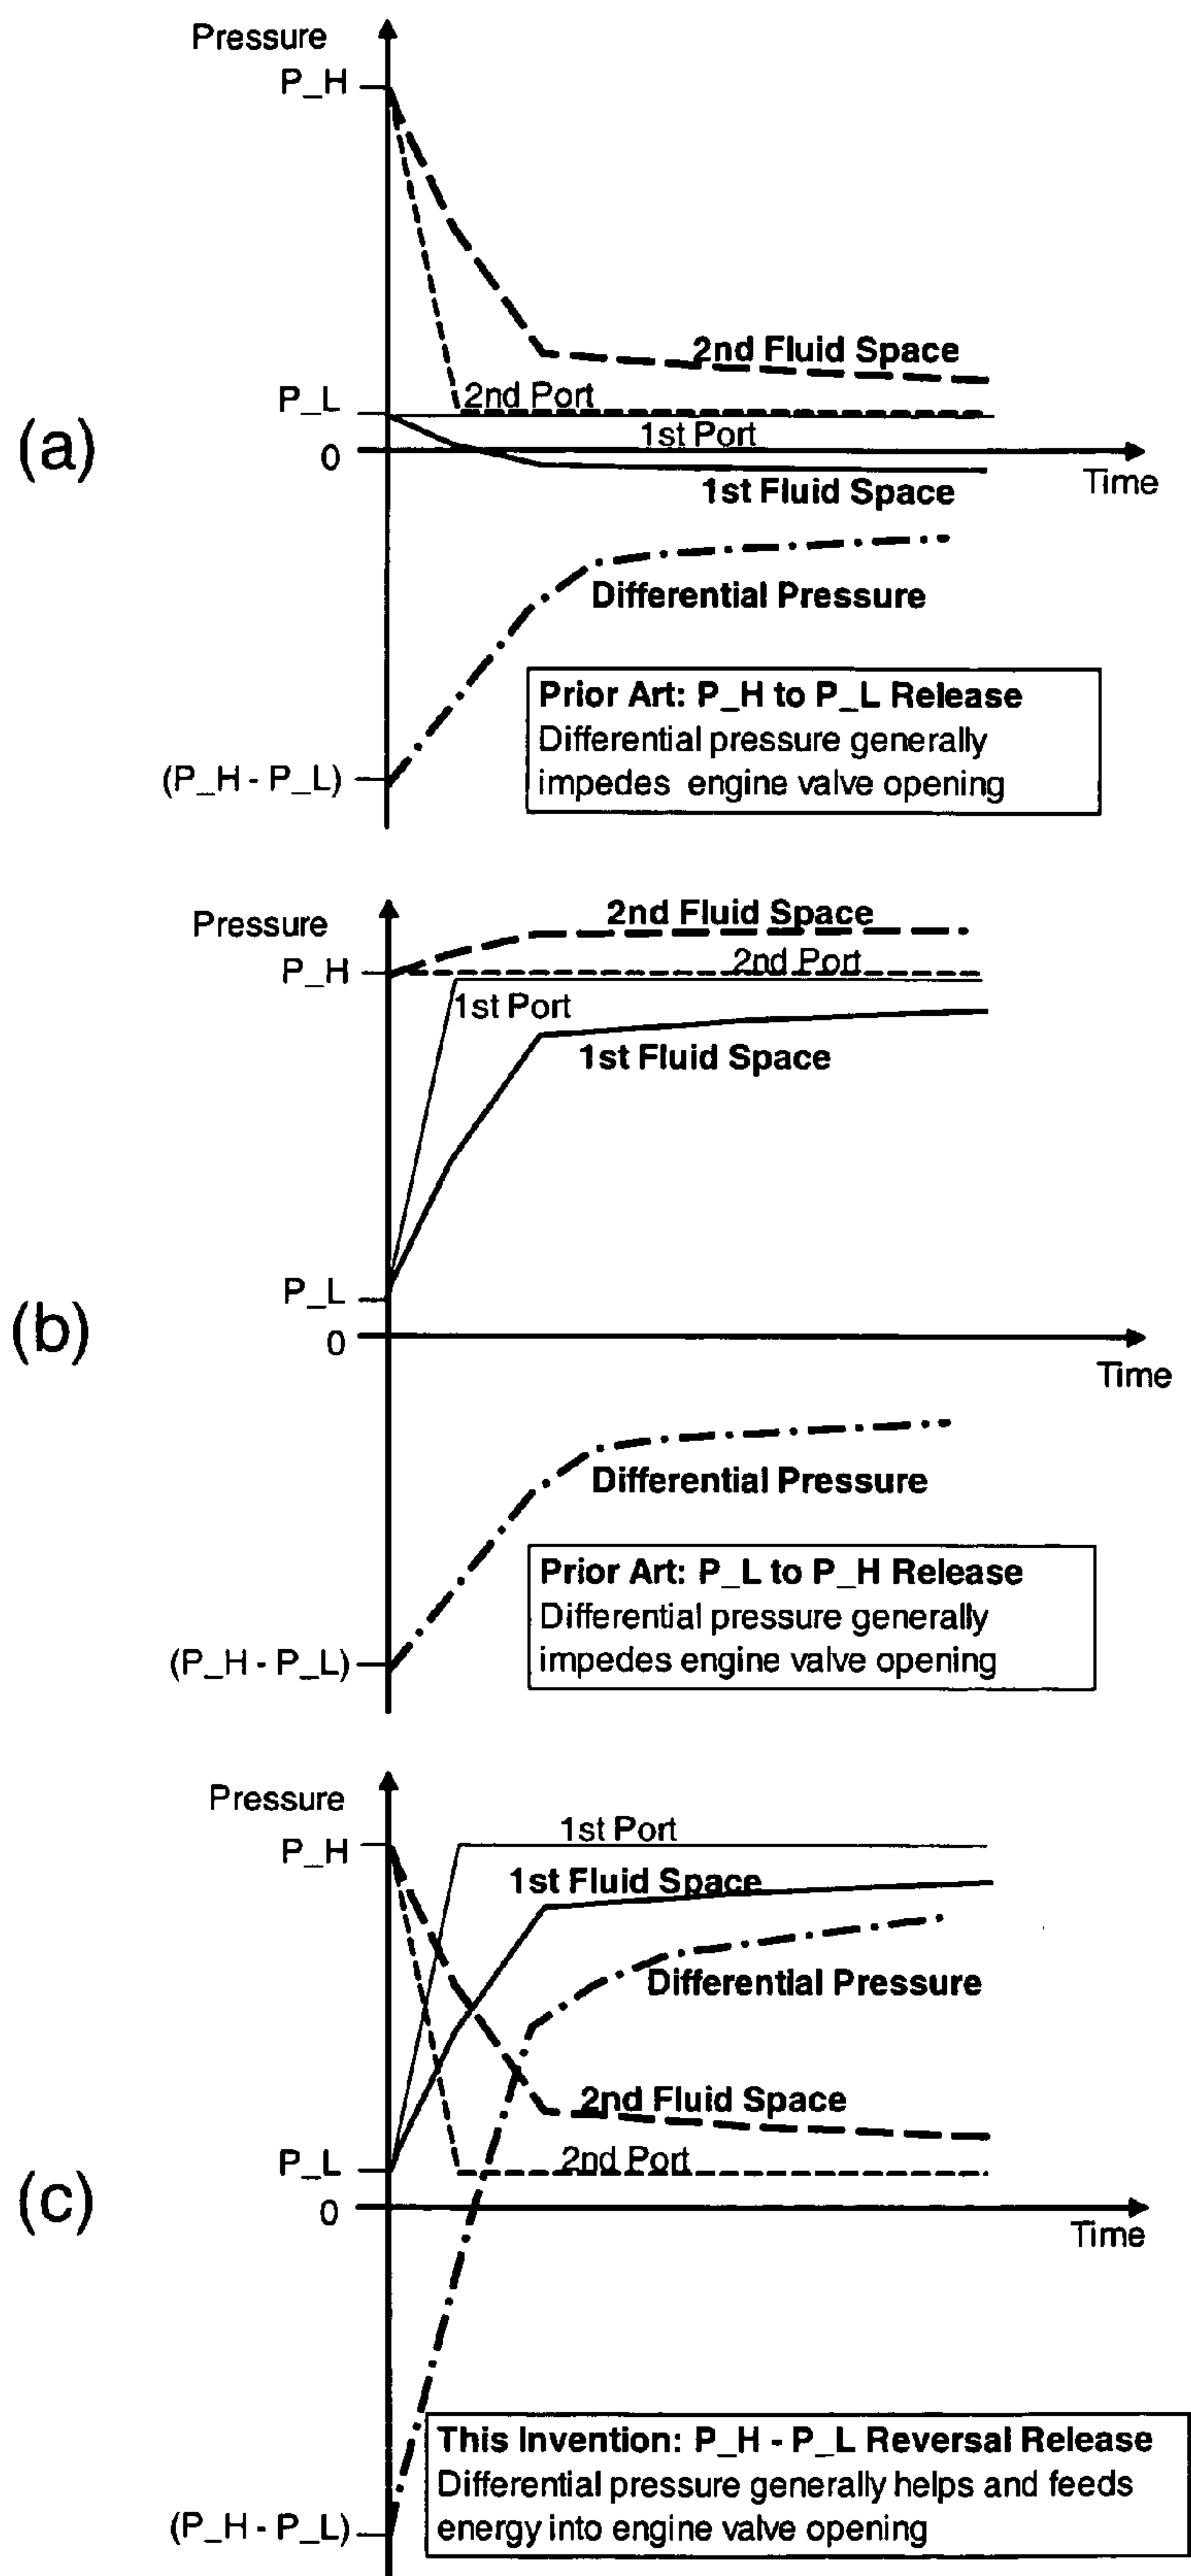 Pressure
P_H
2nd Fluid Space
P_L
2nd Port
1st Port
(a)
0
Time
1st Fluid Space
Differential Pressure
Prior Art: P_H to P_L Release
Differential pressure generally
impedes engine valve opening
(P_H - P_L)
2nd Fluid Space
Pressure
2nd Port
P_H
1st Port
1st Fluid Space
P_L
(b)
0
Time
Differential Pressure
Prior Art: P_L to P_H Release
Differential pressure generally
impedes engine valve opening
(P_H - P_L)
Pressure
1st Port
P_H
1st Fluid Space
Differential Pressure
2nd Fluid Space
P_L
2nd Port
(c)
0
Time
This Invention: P_H - P_L Reversal Release
Differential pressure generally helps and feeds
energy into engine valve opening
(P_H - P_L)